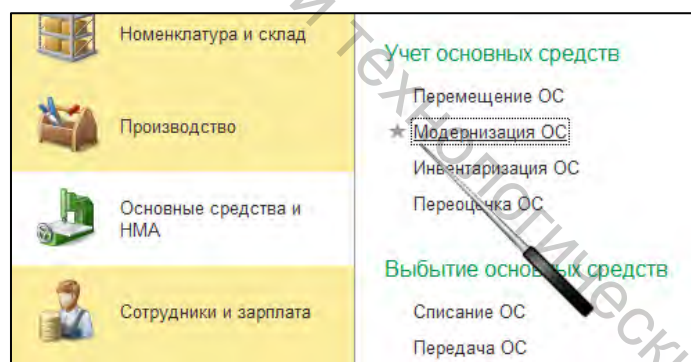 Номенклатура и склад
Производство
Основные средства и
НМА
Сотрудники и зарплата
Учет основных средств
Перемещение ОС
Модернизация ОС
Инвентаризация ОС
Переоценка ОС
Выбытие основных средств
Списание ОС
Передача ОС